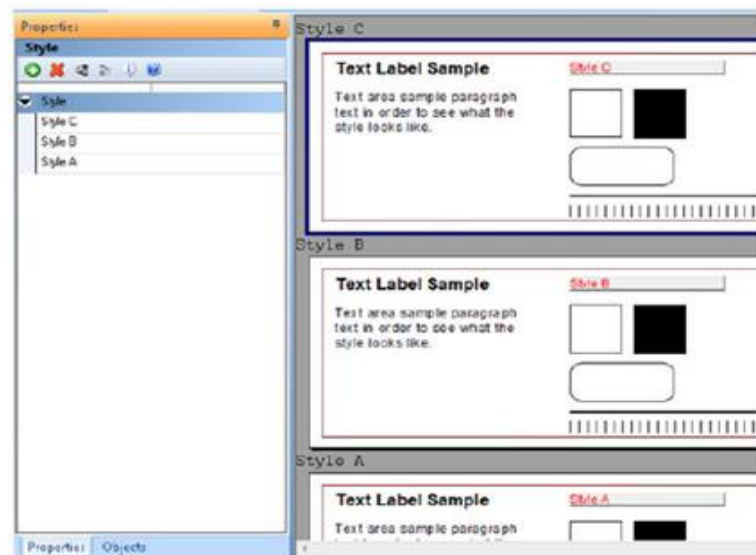 Properties
Style
Style
Style C
Style B
Style A
Properties
Objects
Style C
Text Label Sample
Style C
Text area sample paragraph
text in order to see what the
style looks like.
Style B
Text Label Sample
Style B
Text area sample paragraph
text in order to see what the
style looks like.
Style A
Text Label Sample
Style A
Text area sample paragraph